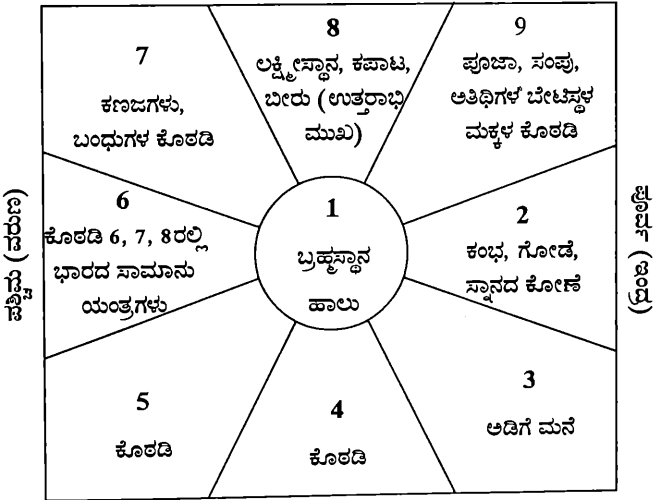 7
ಕಣಜಗಳು,
ಬಂಧುಗಳ ಕೊಠಡಿ
8
ಲಕ್ಷ್ಮೀಸ್ಥಾನ, ಕಪಾಟ,
ಬೀರು (ಉತ್ತರಾಭಿ
ಮುಖ)
9
ಪೂಜಾ, ಸಂಪು,
ಅತಿಥಿಗಳ ಬೇಟಿಸ್ಥಳ
ಮಕ್ಕಳ ಕೊಠಡಿ
ಪಶ್ಚಿಮ (ವರುಣ)
6
ಕೊಠಡಿ 6, 7, 8ರಲ್ಲಿ
ಭಾರದ ಸಾಮಾನು
ಯಂತ್ರಗಳು
1
ಬ್ರಹ್ಮಸ್ಥಾನ
ಹಾಲು
2
ಕಂಭ, ಗೋಡೆ,
ಸ್ನಾನದ ಕೋಣೆ
ಪೂರ್ವ (ಇಂದ್ರ)
5
ಕೊಠಡಿ
4
ಕೊಠಡಿ
3
ಅಡಿಗೆ ಮನೆ